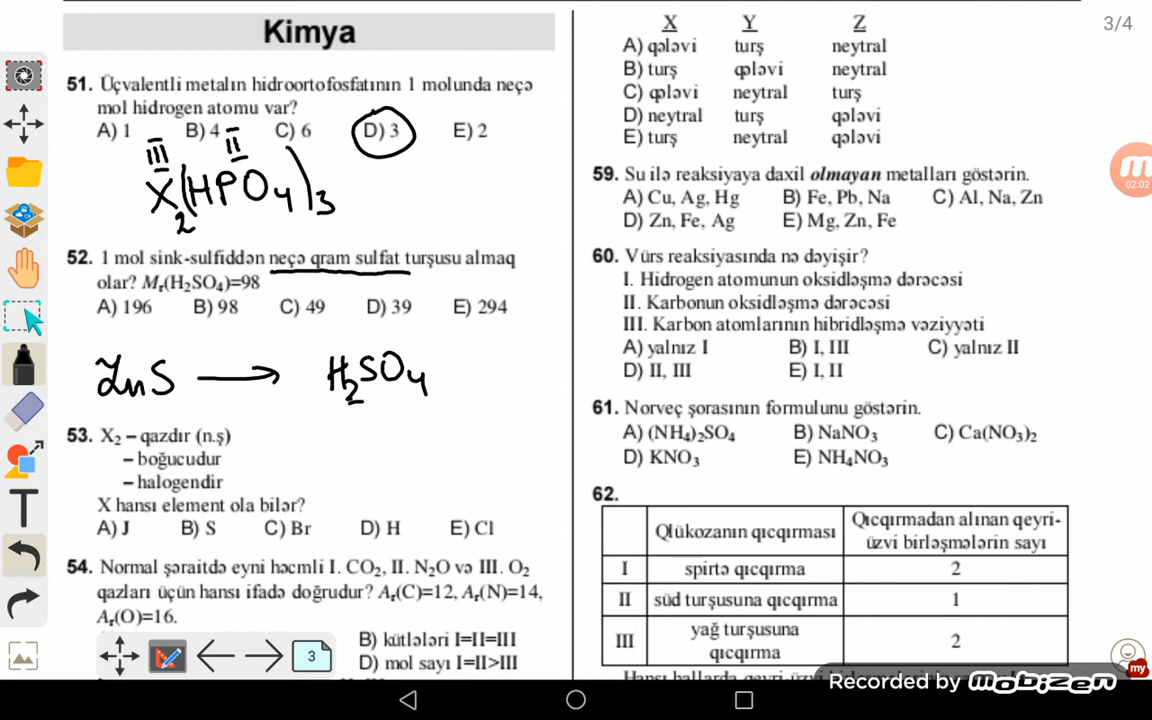 Kimya
51. Üçvalentli metalın hidroortofosfatının 1 molunda neçə
mol hidrogen atomu var?
A) 1 B) 4 C) 6 D) 3 E) 2
III II
X2(HPO4)3
52. 1 mol sink-sulfiddən neçə qram sulfat turşusu almaq
olar? Mr(H2SO4)=98
A) 196 B) 98 C) 49 D) 39 E) 294
ZnS → H2SO4
53. X2 – qazdır (n.ş)
– boğucudur
– halogendir
X hansı element ola bilər?
A) J B) S C) Br D) H E) Cl
54. Normal şəraitdə eyni həcmli I. CO2, II. N2O və III. O2
qazları üçün hansı ifadə doğrudur? Ar(C)=12, Ar(N)=14,
Ar(O)=16.
B) kütlələri I=II=III
D) mol sayı I=II>III
3
X Y Z
A) qələvi turş neytral
B) turş qələvi neytral
C) qələvi neytral turş
D) neytral turş qələvi
E) turş neytral qələvi
59. Su ilə reaksiyaya daxil olmayan metalları göstərin.
A) Cu, Ag, Hg B) Fe, Pb, Na C) Al, Na, Zn
D) Zn, Fe, Ag E) Mg, Zn, Fe
60. Vürs reaksiyasında nə dəyişir?
I. Hidrogen atomunun oksidləşmə dərəcəsi
II. Karbonun oksidləşmə dərəcəsi
III. Karbon atomlarının hibridləşmə vəziyyəti
A) yalnız I B) I, III C) yalnız II
D) II, III E) I, II
61. Norveç şorasının formulunu göstərin.
A) (NH4)2SO4 B) NaNO3 C) Ca(NO3)2
D) KNO3 E) NH4NO3
62.
Qlükozanın qıcqırması Qıcqırmadan alınan qeyri-
üzvi birləşmələrin sayı
I spirtə qıcqırma 2
II süd turşusuna qıcqırma 1
III yağ turşusuna
qıcqırma 2
3/4
02:02
T
my
Recorded by mobizen